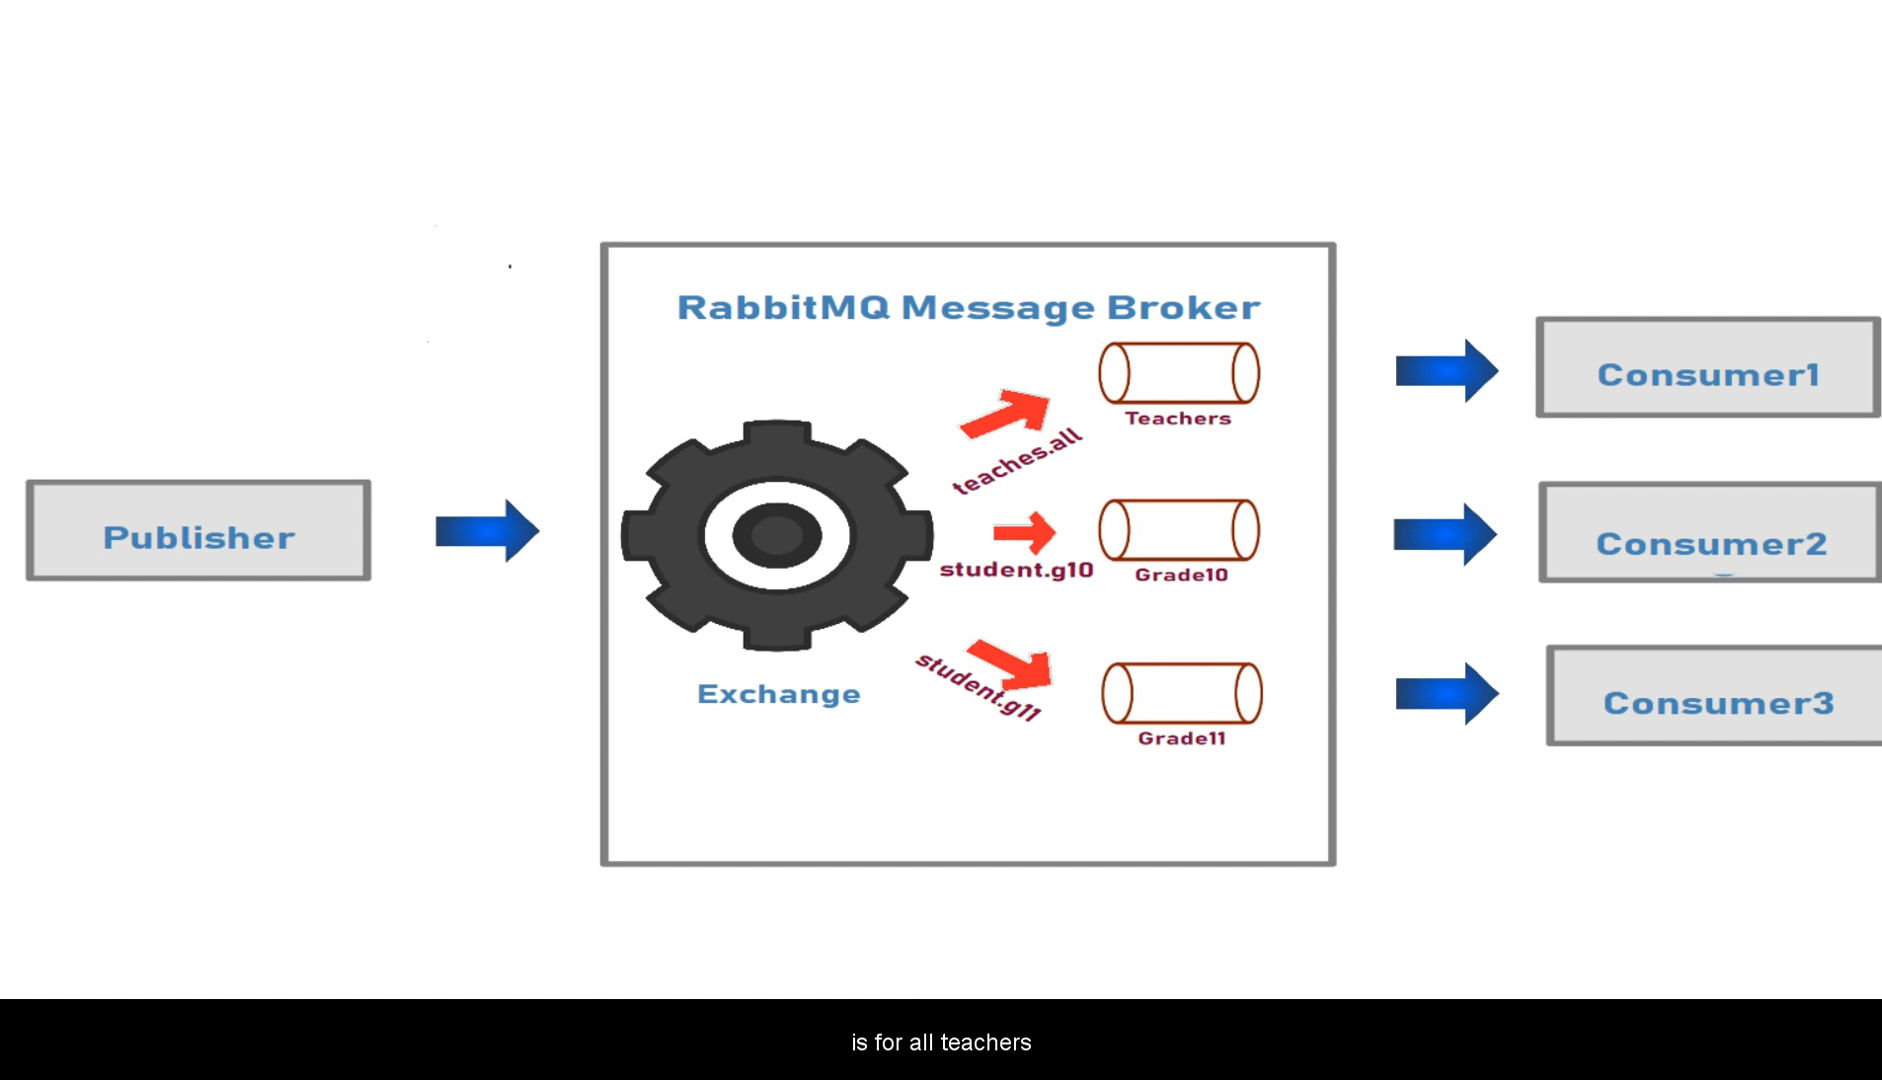 RabbitMQ Message Broker
Publisher
Exchange
teaches.all
Teachers
student.g10
Grade10
student.g11
Grade11
Consumer1
Consumer2
Consumer3
is for all teachers